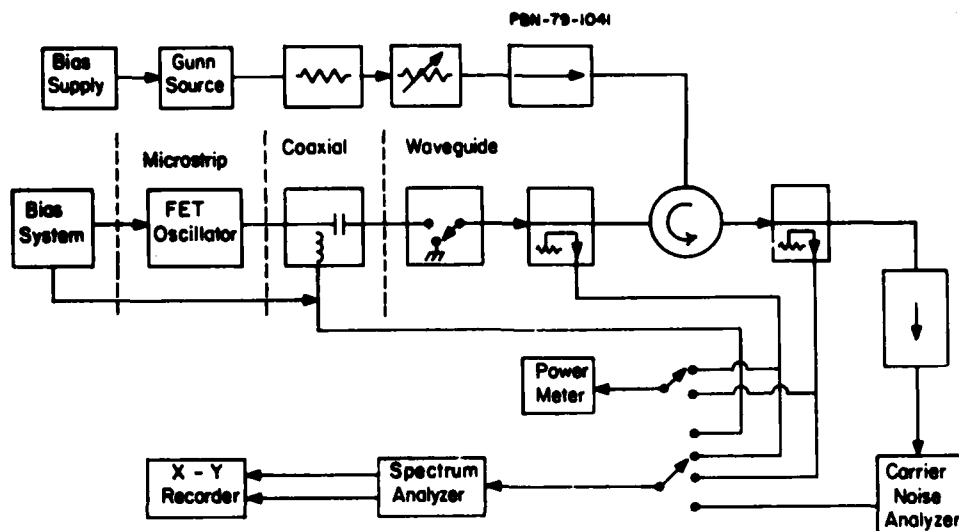 PBN-79-1041
Bias
Supply
Gunn
Source
Microstrip
Coaxial
Waveguide
Bias
System
FET
Oscillator
Power
Meter
X - Y
Recorder
Spectrum
Analyzer
Carrier
Noise
Analyzer